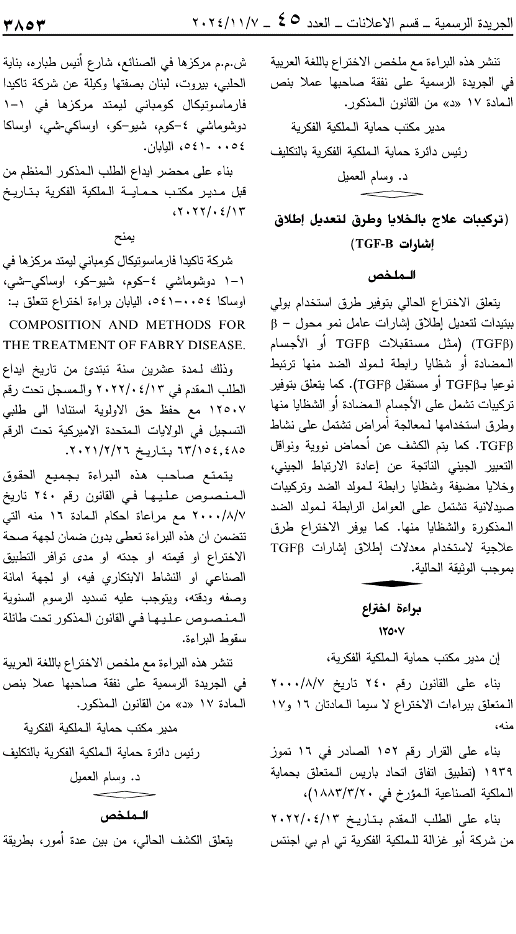 الجريدة الرسمية ــ قسم الاعلانات ــ العدد ٤٥ ــ ٢٠٢٤/١١/٧
٣٨٥٣
تنشر هذه البراءة مع ملخص الاختراع باللغة العربية
في الجريدة الرسمية على نفقة صاحبها عملا بنص
المادة ١٧ «د» من القانون المذكور.
مدير مكتب حماية الملكية الفكرية
رئيس دائرة حماية الملكية الفكرية بالتكليف
د. وسام العميل
(تركيبات علاج بالخلايا وطرق لتعديل إطلاق
إشارات TGF-B)
الملخص
يتعلق الاختراع الحالي بتوفير طرق استخدام بولي
ببتيدات لتعديل إطلاق إشارات عامل نمو محول – β
(TGFβ) (مثل مستقبلات TGFβ أو الأجسام
المضادة أو شظايا رابطة لمولد الضد منها ترتبط
نوعيا بـTGFβ أو مستقبل TGFβ). كما يتعلق بتوفير
تركيبات تشمل على الأجسام المضادة أو الشظايا منها
وطرق استخدامها لمعالجة أمراض تشتمل على نشاط
TGFβ. كما يتم الكشف عن أحماض نووية ونواقل
التعبير الجيني الناتجة عن إعادة الارتباط الجيني،
وخلايا مضيفة وشظايا رابطة لمولد الضد وتركيبات
صيدلانية تشتمل على العوامل الرابطة لمولد الضد
المذكورة والشظايا منها. كما يوفر الاختراع طرق
علاجية لاستخدام معدلات إطلاق إشارات TGFβ
بموجب الوثيقة الحالية.
براءة اختراع
١٢٥٠٧
إن مدير مكتب حماية الملكية الفكرية،
بناء على القانون رقم ٢٤٠ تاريخ ٢٠٠٠/٨/٧
المتعلق ببراءات الاختراع لا سيما المادتان ١٦ و١٧
منه،
بناء على القرار رقم ١٥٢ الصادر في ١٦ تموز
١٩٣٩ (تطبيق اتفاق اتحاد باريس المتعلق بحماية
الملكية الصناعية المؤرخ في ١٨٨٣/٣/٢٠)،
بناء على الطلب المقدم بتاريخ ٢٠٢٢/٠٤/١٣
من شركة أبو غزالة للملكية الفكرية تي ام بي اجنتس
ش.م.م مركزها في الصنائع، شارع أنيس طباره، بناية
الحلبي، بيروت، لبنان بصفتها وكيلة عن شركة تاكيدا
فارماسوتيكال كومباني ليمتد مركزها في ١–١
دوشوماشي ٤–كوم، شيو–كو، اوساكي–شي، اوساكا
٠٠٥٤ –٥٤١، اليابان.
بناء على محضر ايداع الطلب المذكور المنظم من
قبل مدير مكتب حماية الملكية الفكرية بتاريخ
٢٠٢٢/٠٤/١٣،
يمنح
شركة تاكيدا فارماسوتيكال كومباني ليمتد مركزها في
١–١ دوشوماشي ٤–كوم، شيو–كو، اوساكي–شي،
اوساكا ٠٠٥٤–٥٤١، اليابان براءة اختراع تتعلق بـ:
COMPOSITION AND METHODS FOR
THE TREATMENT OF FABRY DISEASE.
وذلك لمدة عشرين سنة تبتدئ من تاريخ ايداع
الطلب المقدم في ٢٠٢٢/٠٤/١٣ والمسجل تحت رقم
١٢٥٠٧ مع حفظ حق الاولوية استنادا الى طلبي
التسجيل في الولايات المتحدة الاميركية تحت الرقم
٦٣/١٥٤,٤٨٥ بتاريخ ٢٠٢١/٢/٢٦.
يتمتع صاحب هذه البراءة بجميع الحقوق
المنصوص عليها في القانون رقم ٢٤٠ تاريخ
٢٠٠٠/٨/٧ مع مراعاة احكام المادة ١٦ منه التي
تتضمن ان هذه البراءة تعطى بدون ضمان لجهة صحة
الاختراع او قيمته او جدته أو مدى توافر التطبيق
الصناعي أو النشاط الابتكاري فيه، او لجهة امانة
وصفه ودقته، ويتوجب عليه تسديد الرسوم السنوية
المنصوص عليها في القانون المذكور تحت طائلة
سقوط البراءة.
تنشر هذه البراءة مع ملخص الاختراع باللغة العربية
في الجريدة الرسمية على نفقة صاحبها عملا بنص
المادة ١٧ «د» من القانون المذكور.
مدير مكتب حماية الملكية الفكرية
رئيس دائرة حماية الملكية الفكرية بالتكليف
د. وسام العميل
الملخص
يتعلق الكشف الحالي، من بين عدة أمور، بطريقة